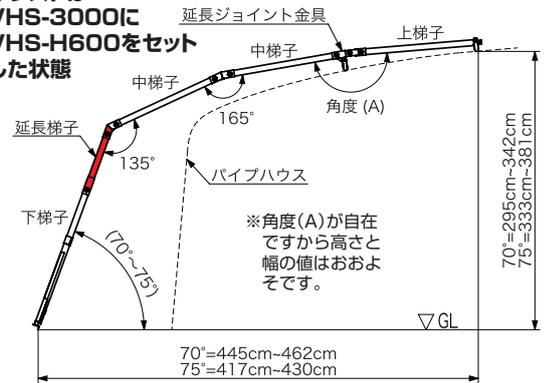 VHS-3000に
VHS-H600をセット
した状態
延長ジョイント金具
上梯子
中梯子
中梯子
165°
角度 (A)
延長梯子
135°
パイプハウス
下梯子
(70°~75°)
※角度(A)が自在
ですから高さと
幅の値はおおよ
そです。
70°=295cm~342cm
75°=333cm~381cm
▽GL
70°=445cm~462cm
75°=417cm~430cm